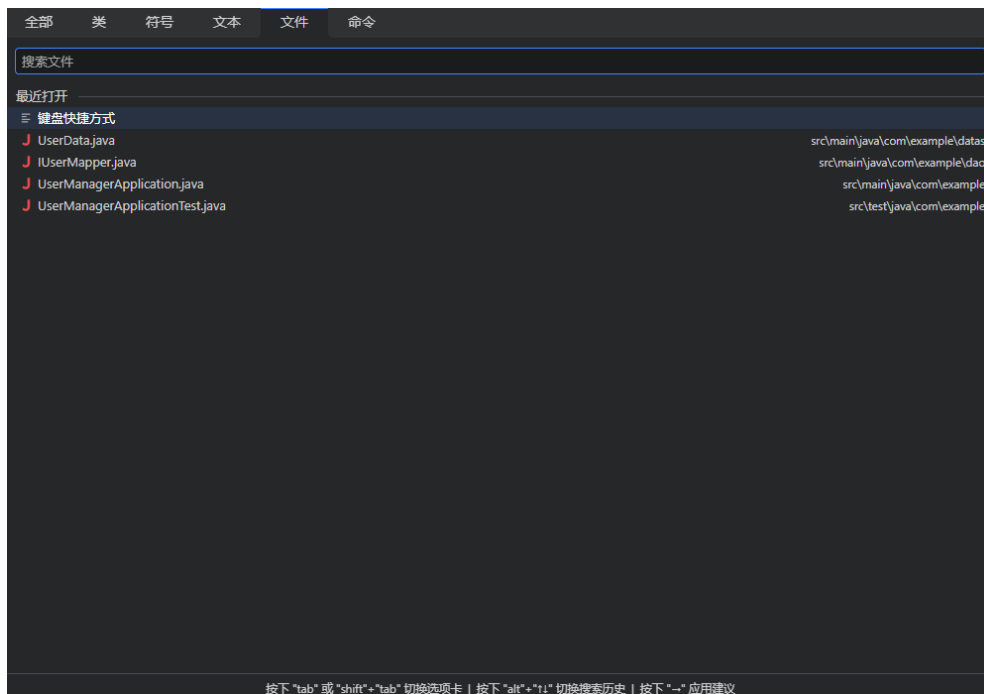 全部 类 符号 文本 文件 命令
搜索文件
最近打开
键盘快捷方式
UserData.java src\main\java\com\example\datas
IUserMapper.java src\main\java\com\example\dao
UserManagerApplication.java src\main\java\com\example
UserManagerApplicationTest.java src\test\java\com\example
按下 "tab" 或 "shift"+"tab" 切换选项卡 | 按下 "alt"+"↑↓" 切换搜索历史 | 按下 "→" 应用建议